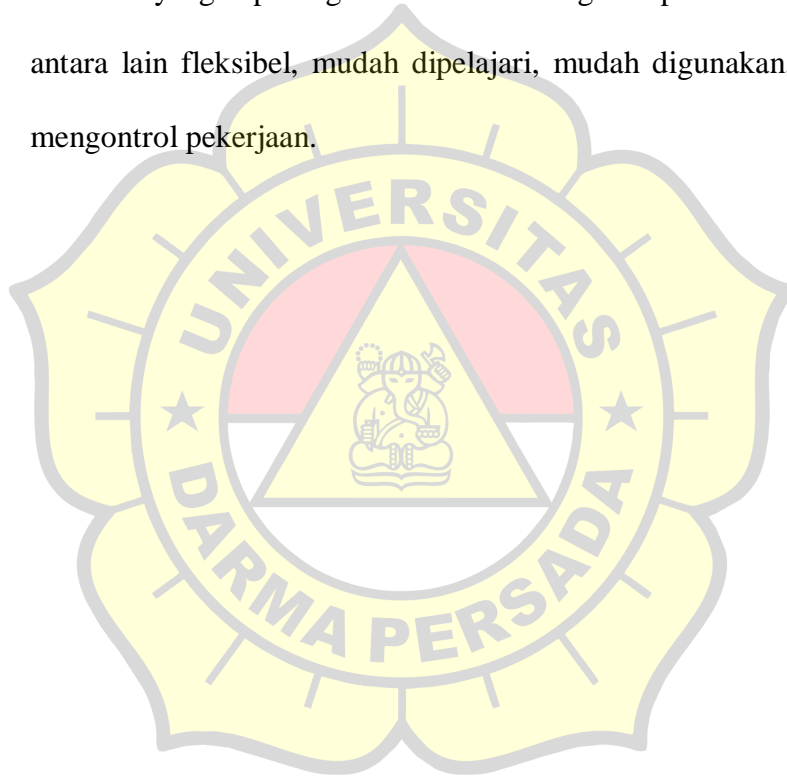 antara lain fleksibel, mudah dipelajari, mudah digunakan
mengontrol pekerjaan.
UNIVERSITAS
DARMA PERSADA